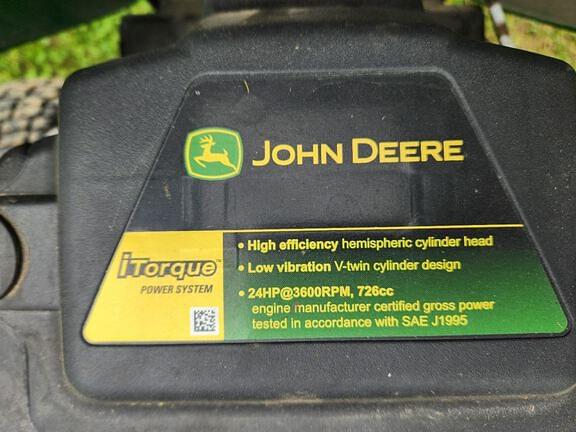 JOHN DEERE
iTorque™
POWER SYSTEM
• High efficiency hemispheric cylinder head
• Low vibration V-twin cylinder design
• 24HP@3600RPM, 726cc
engine manufacturer certified gross power
tested in accordance with SAE J1995